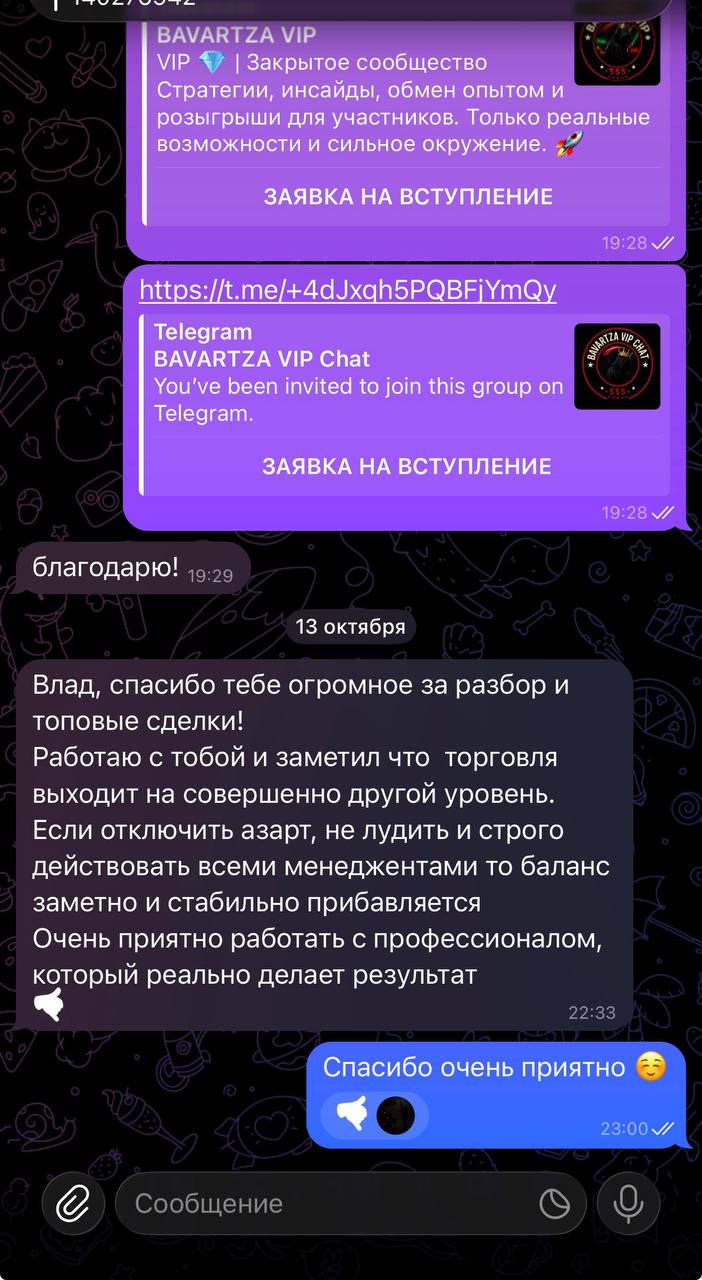 BAVARTZA VIP
VIP 💎 | Закрытое сообщество
Стратегии, инсайды, обмен опытом и
розыгрыши для участников. Только реальные
возможности и сильное окружение. 🚀
ЗАЯВКА НА ВСТУПЛЕНИЕ
19:28
https://t.me/+4dJxqh5PQBFjYmQy
Telegram
BAVARTZA VIP Chat
You’ve been invited to join this group on
Telegram.
BAVARTZA VIP CHAT
SSS
ЗАЯВКА НА ВСТУПЛЕНИЕ
19:28
благодарю! 19:29
13 октября
Влад, спасибо тебе огромное за разбор и
топовые сделки!
Работаю с тобой и заметил что  торговля
выходит на совершенно другой уровень.
Если отключить азарт, не лудить и строго
действовать всеми менеджентами то баланс
заметно и стабильно прибавляется
Очень приятно работать с профессионалом,
который реально делает результат
22:33
Спасибо очень приятно ☺️
23:00
Сообщение